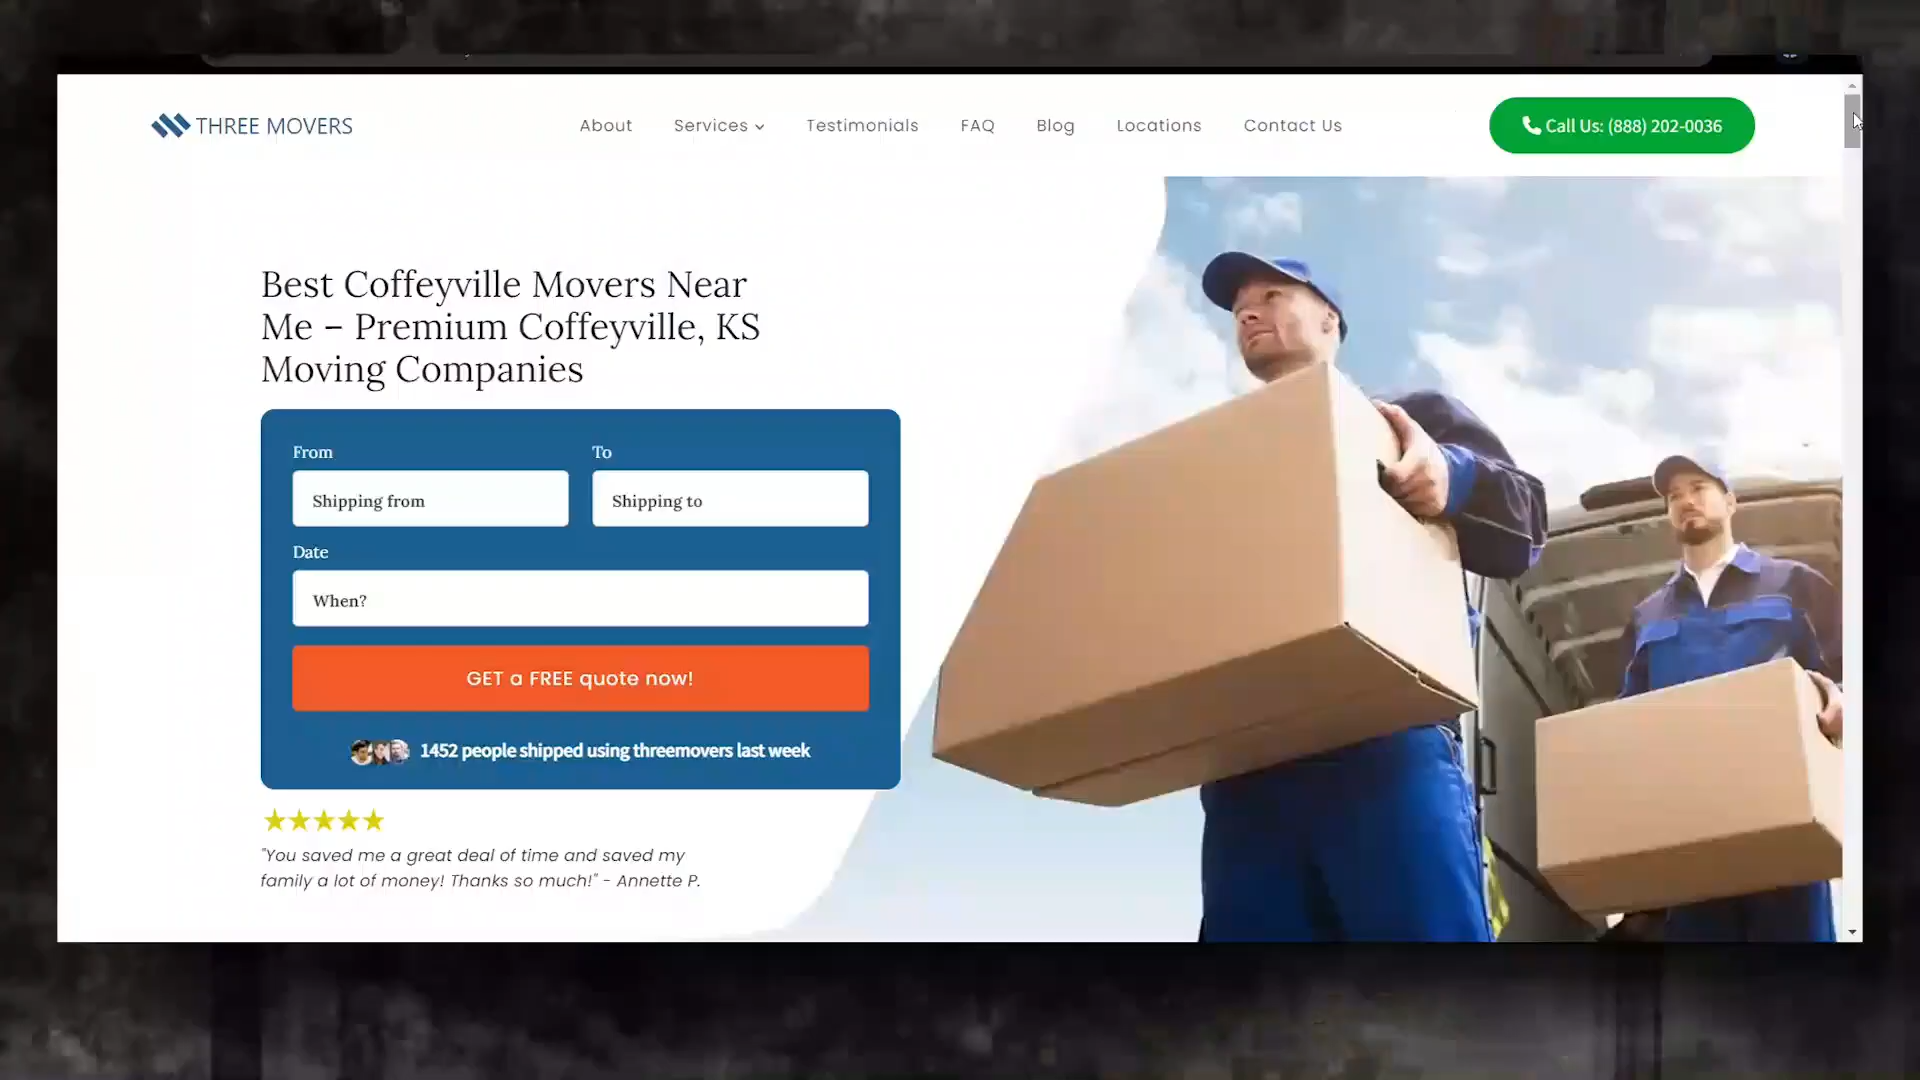 THREE MOVERS
About
Services
Testimonials
FAQ
Blog
Locations
Contact Us
Call Us: (888) 202-0036
Best Coffeyville Movers Near
Me – Premium Coffeyville, KS
Moving Companies
From
To
Shipping from
Shipping to
Date
When?
GET a FREE quote now!
1452 people shipped using threemovers last week
"You saved me a great deal of time and saved my
family a lot of money! Thanks so much!" - Annette P.